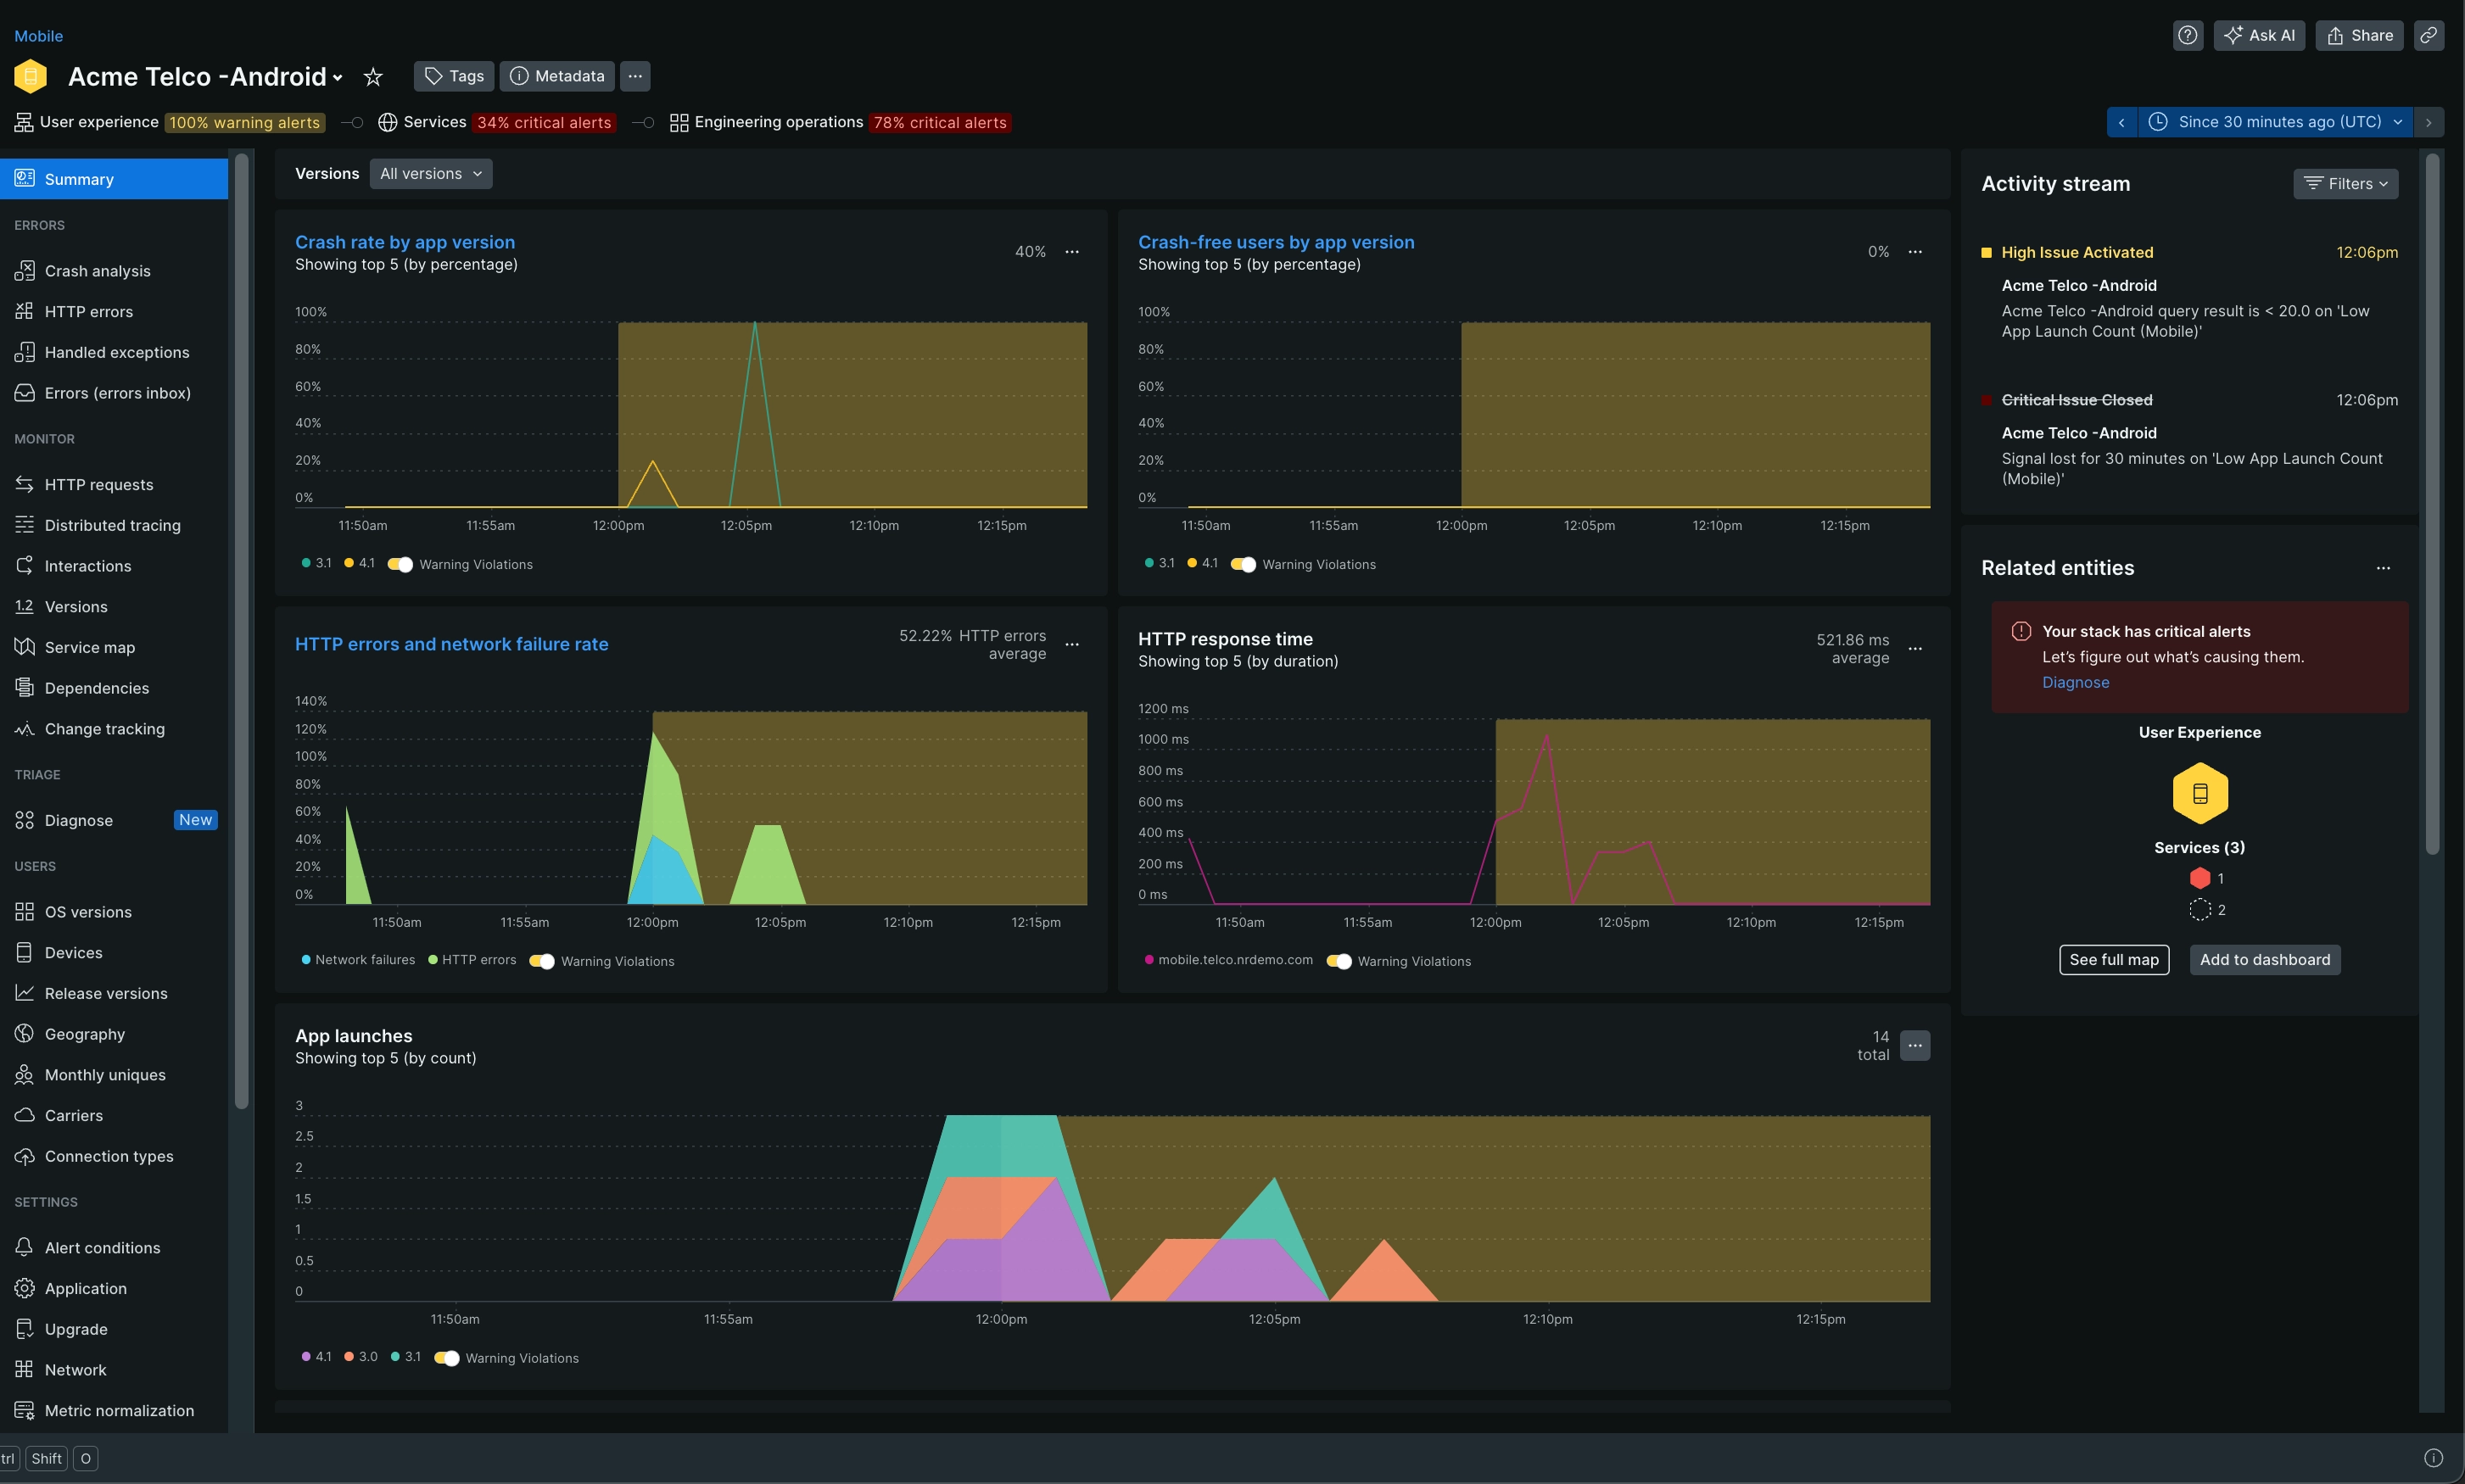 Mobile
Ask AI
Share
Acme Telco -Android
Tags
Metadata
User experience 100% warning alerts
Services 34% critical alerts
Engineering operations 78% critical alerts
Since 30 minutes ago (UTC)
Summary
ERRORS
Crash analysis
HTTP errors
Handled exceptions
Errors (errors inbox)
MONITOR
HTTP requests
Distributed tracing
Interactions
1.2 Versions
Service map
Dependencies
Change tracking
TRIAGE
Diagnose New
USERS
OS versions
Devices
Release versions
Geography
Monthly uniques
Carriers
Connection types
SETTINGS
Alert conditions
Application
Upgrade
Network
Metric normalization
Versions All versions
Crash rate by app version
Showing top 5 (by percentage)
40%
100%
80%
60%
40%
20%
0%
11:50am 11:55am 12:00pm 12:05pm 12:10pm 12:15pm
3.1 4.1 Warning Violations
Crash-free users by app version
Showing top 5 (by percentage)
0%
100%
80%
60%
40%
20%
0%
11:50am 11:55am 12:00pm 12:05pm 12:10pm 12:15pm
3.1 4.1 Warning Violations
HTTP errors and network failure rate
52.22% HTTP errors
average
140%
120%
100%
80%
60%
40%
20%
0%
11:50am 11:55am 12:00pm 12:05pm 12:10pm 12:15pm
Network failures HTTP errors Warning Violations
HTTP response time
Showing top 5 (by duration)
521.86 ms
average
1200 ms
1000 ms
800 ms
600 ms
400 ms
200 ms
0 ms
11:50am 11:55am 12:00pm 12:05pm 12:10pm 12:15pm
mobile.telco.nrdemo.com Warning Violations
App launches
Showing top 5 (by count)
14
total
3
2.5
2
1.5
1
0.5
0
11:50am 11:55am 12:00pm 12:05pm 12:10pm 12:15pm
4.1 3.0 3.1 Warning Violations
Activity stream
Filters
High Issue Activated 12:06pm
Acme Telco -Android
Acme Telco -Android query result is < 20.0 on 'Low
App Launch Count (Mobile)'
Critical Issue Closed 12:06pm
Acme Telco -Android
Signal lost for 30 minutes on 'Low App Launch Count
(Mobile)'
Related entities
Your stack has critical alerts
Let’s figure out what’s causing them.
Diagnose
User Experience
Services (3)
1
2
See full map
Add to dashboard
trl Shift O